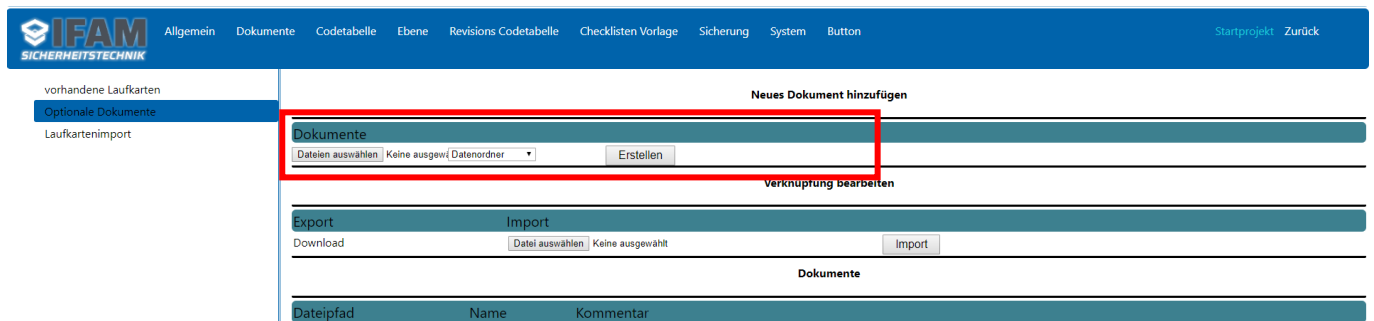 IFAM
SICHERHEITSTECHNIK
Allgemein Dokumente Codetabelle Ebene Revisions Codetabelle Checklisten Vorlage Sicherung System Button Startprojekt Zurück
vorhandene Laufkarten
Optionale Dokumente
Laufkartenimport
Neues Dokument hinzufügen
Dokumente
Dateien auswählen Keine ausgewä Datenordner Erstellen
Verknüpfung bearbeiten
Export Import
Download Datei auswählen Keine ausgewählt Import
Dokumente
Dateipfad Name Kommentar